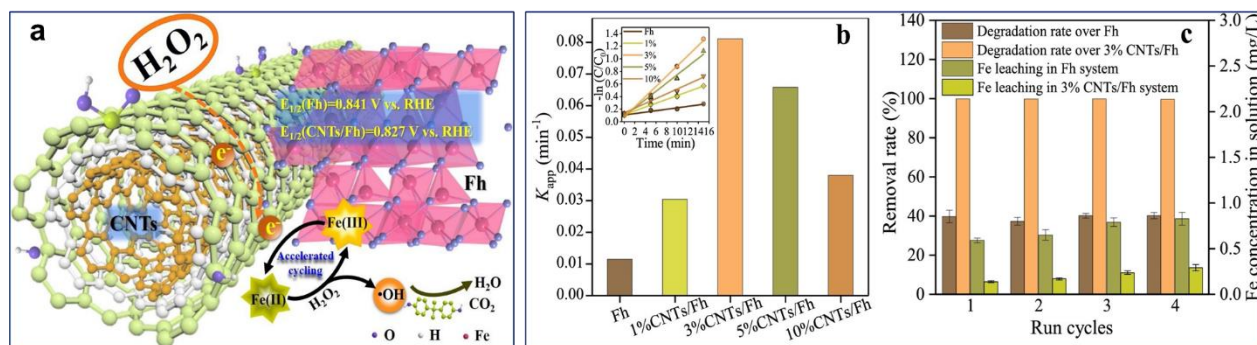 a
H₂O₂
E₁/₂(Fh)=0.841 V vs. RHE
E₁/₂(CNTs/Fh)=0.827 V vs. RHE
e⁻
Fh
CNTs
e⁻
Fe(III)
Accelerated
cycling
Fe(II)
H₂O₂
•OH
H₂O
CO₂
O H Fe
b
Kapp (min⁻¹)
0.08
0.07
0.06
0.05
0.04
0.03
0.02
0.01
0.00
Fh
1%CNTs/Fh
3%CNTs/Fh
5%CNTs/Fh
10%CNTs/Fh
-ln (C/C₀)
1.6
1.4
1.2
1.0
0.8
0.6
0.4
0.2
0.0
Fh
1%
3%
5%
10%
0 2 4 6 8 10 12 14 16
Time (min)
c
Removal rate (%)
140
120
100
80
60
40
20
0
Degradation rate over Fh
Degradation rate over 3% CNTs/Fh
Fe leaching in Fh system
Fe leaching in 3% CNTs/Fh system
1 2 3 4
Run cycles
3.0
2.5
2.0
1.5
1.0
0.5
0.0
Fe concentration in solution (mg/L)